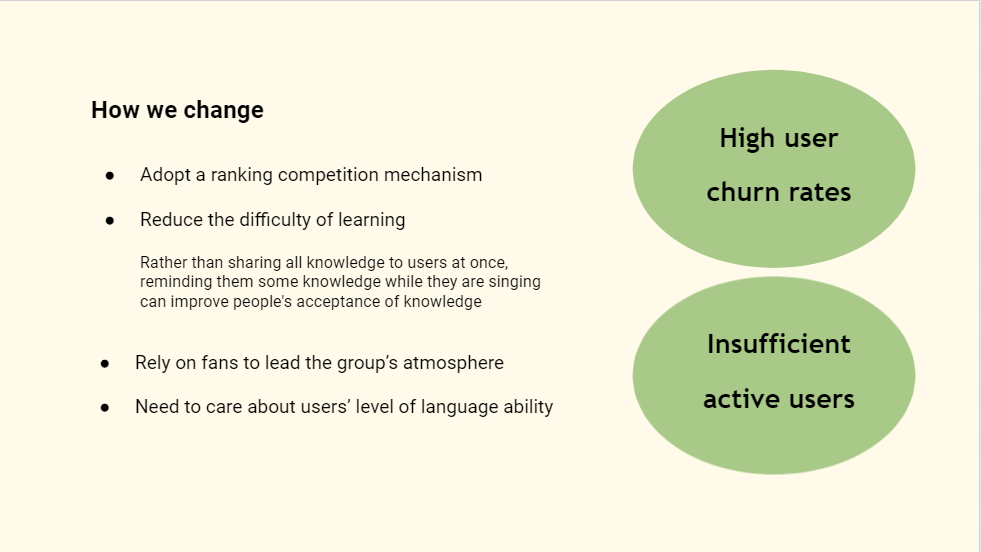 How we change
● Adopt a ranking competition mechanism
● Reduce the difficulty of learning
Rather than sharing all knowledge to users at once,
reminding them some knowledge while they are singing
can improve people's acceptance of knowledge
● Rely on fans to lead the group’s atmosphere
● Need to care about users’ level of language ability
High user
churn rates
Insufficient
active users